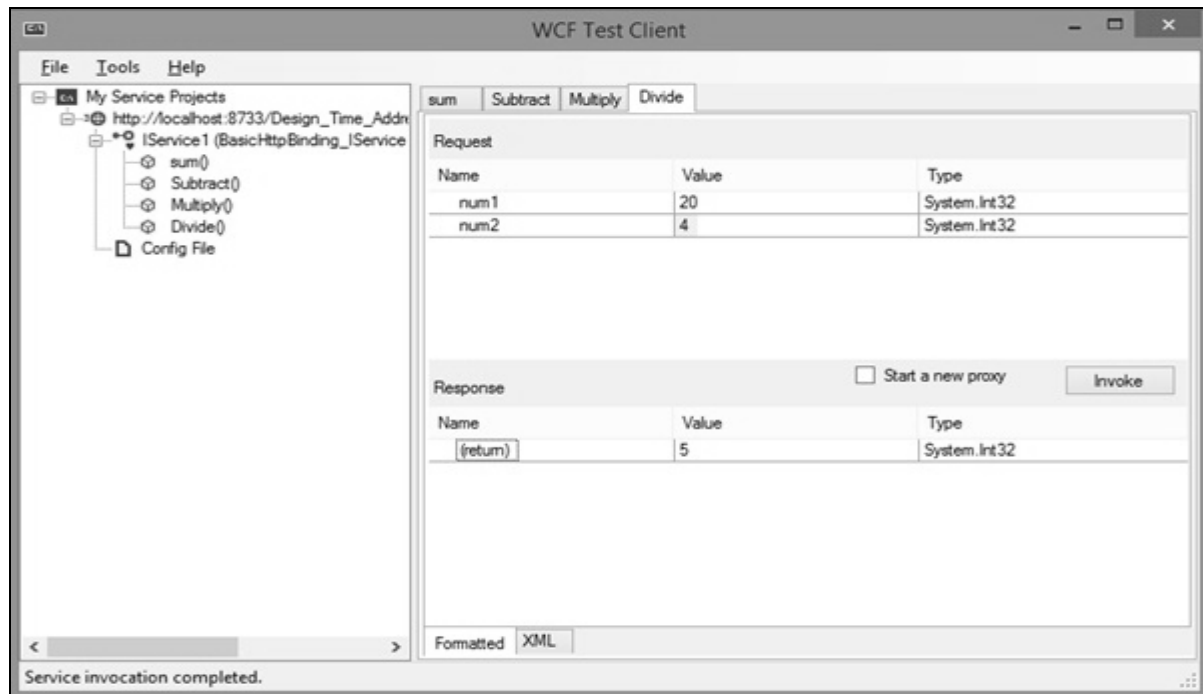 WCF Test Client
File Tools Help
My Service Projects
http://localhost:8733/Design_Time_Addre
IService1 (BasicHttpBinding_IService
sum()
Subtract()
Multiply()
Divide()
Config File
sum Subtract Multiply Divide
Request
Name Value Type
num1 20 System.Int32
num2 4 System.Int32
Response Start a new proxy Invoke
Name Value Type
(return) 5 System.Int32
Formatted XML
Service invocation completed.